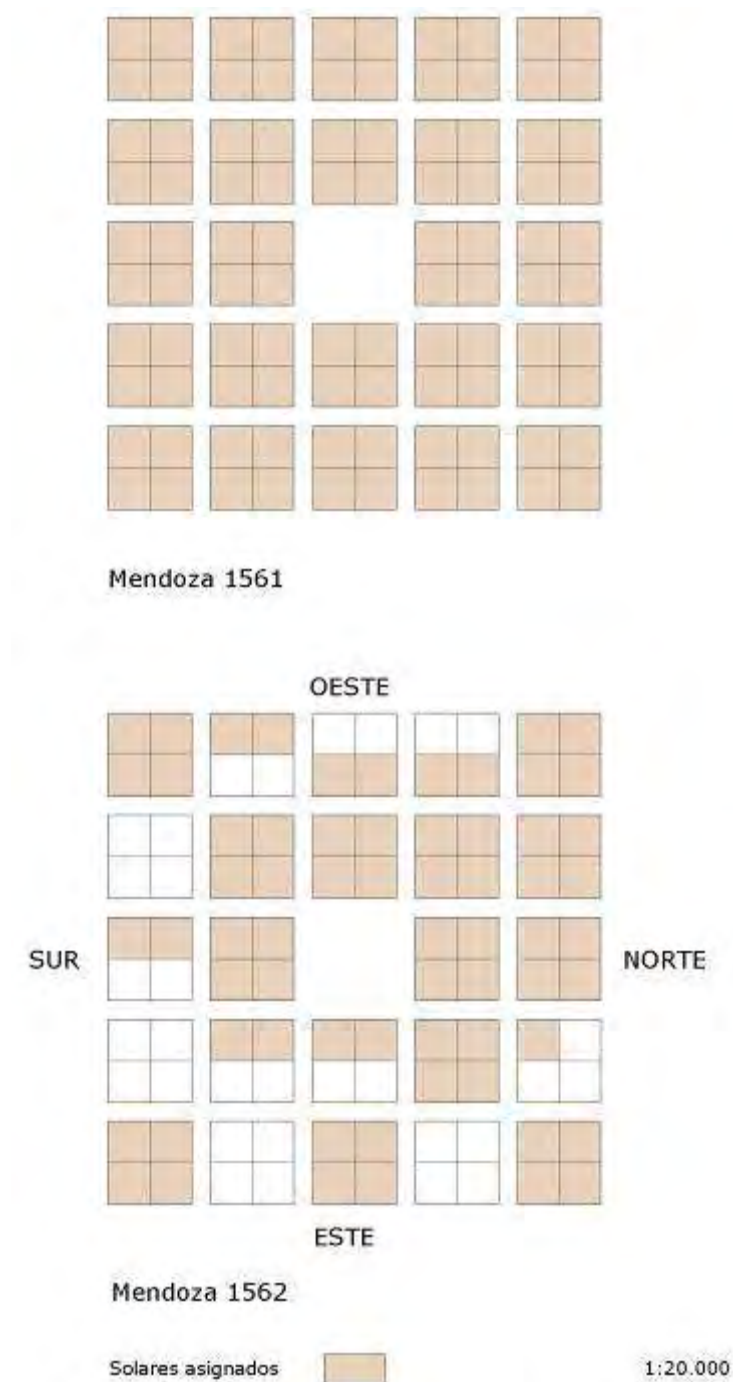 Mendoza 1561
OESTE
SUR
NORTE
ESTE
Mendoza 1562
Solares asignados
1:20.000